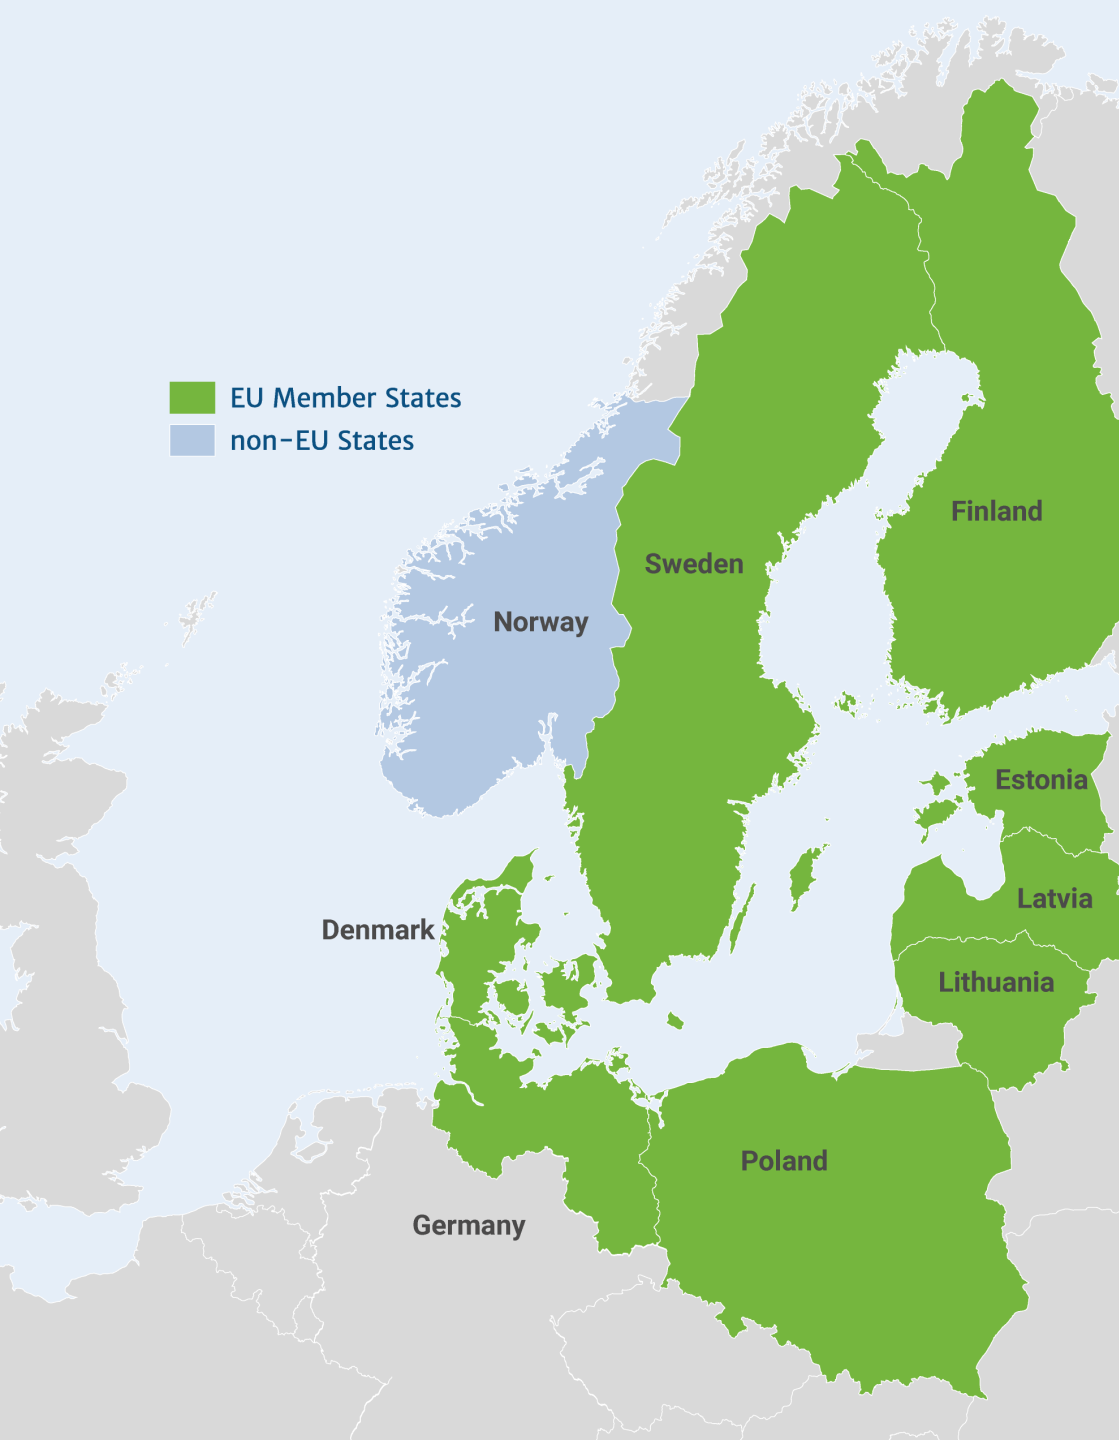 EU Member States
non-EU States
Finland
Sweden
Norway
Estonia
Latvia
Denmark
Lithuania
Poland
Germany